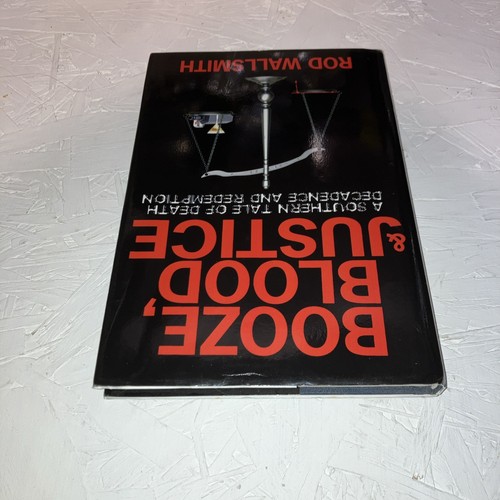 BOOZE,
BLOOD
& JUSTICE
A SOUTHERN TALE OF DEATH
DECADENCE AND REDEMPTION
ROD WALLSMITH